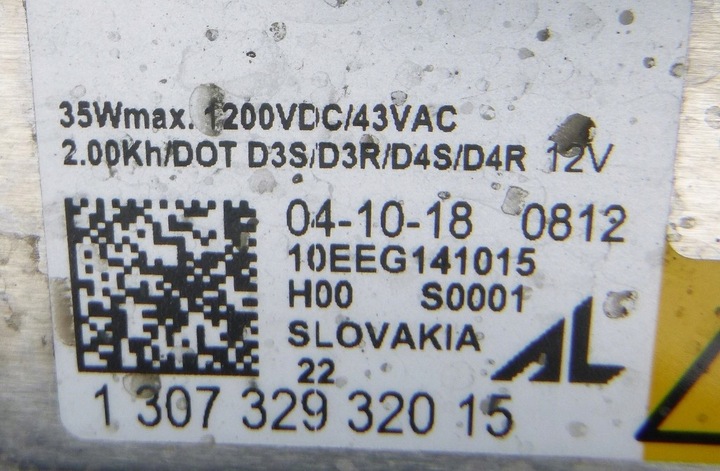 35Wmax. 1200VDC/43VAC
2.00Kh/DOT D3S/D3R/D4S/D4R 12V
04-10-18 0812
10EEG141015
H00 S0001
SLOVAKIA
22
AL
1 307 329 320 15